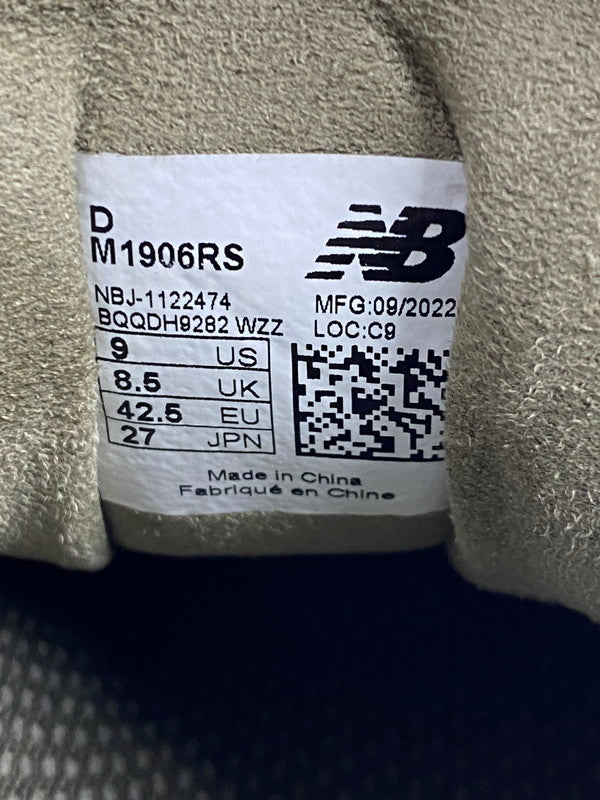 D
M1906RS
NB
NBJ-1122474
MFG:09/2022
BQQDH9282 WZZ
LOC:C9
9 US
8.5 UK
42.5 EU
27 JPN
Made in China
Fabriqué en Chine